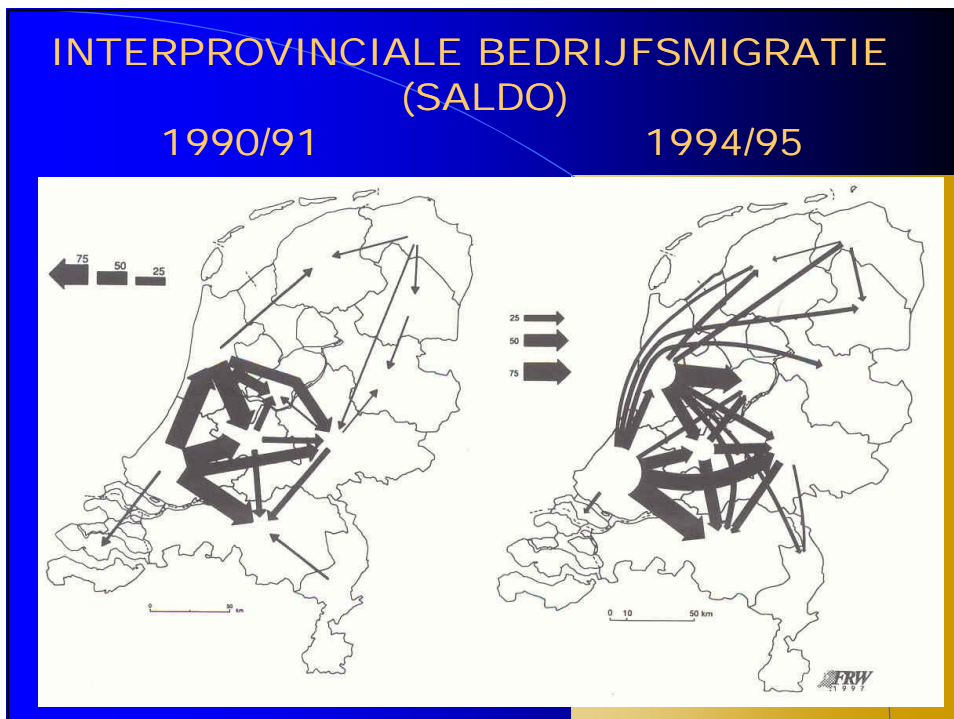 INTERPROVINCIALE BEDRIJFSMIGRATIE
(SALDO)
1990/91 1994/95
75 50 25
25
50
75
0 50 km
0 10 50 km
FRW
1997